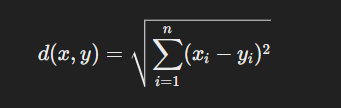 d(x, y) = √(∑_{i=1}^{n} (x_i − y_i)²)